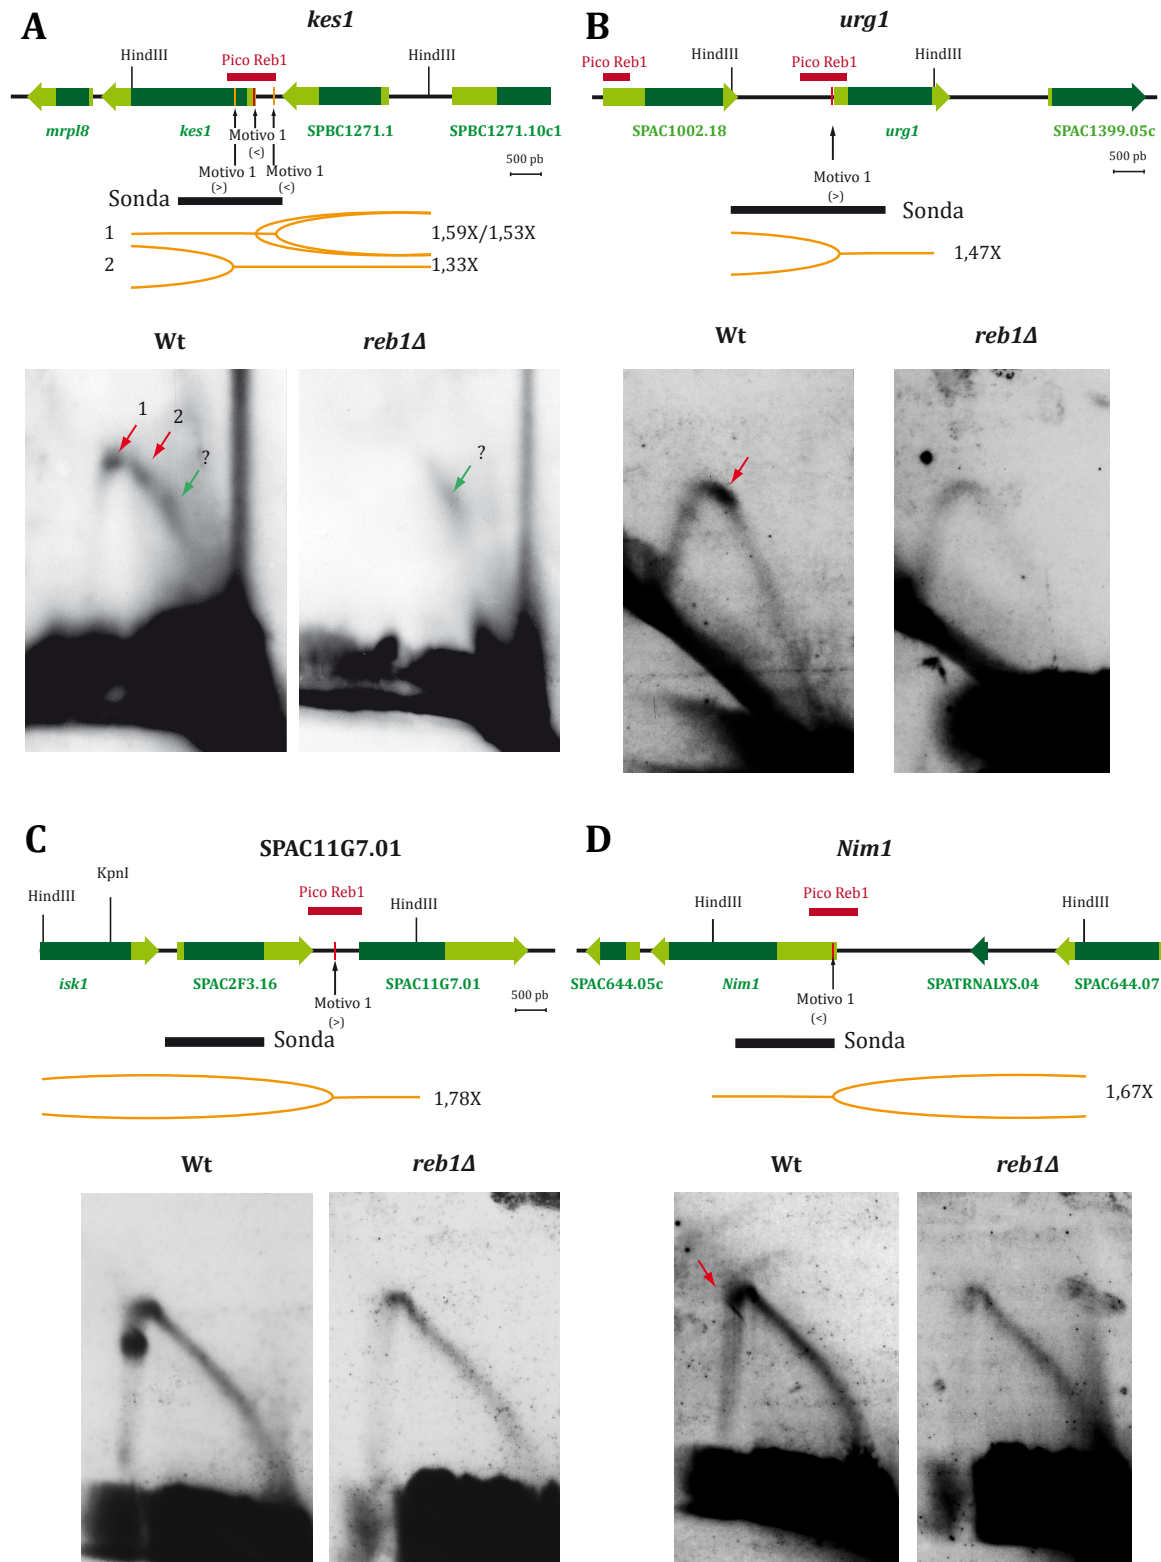 A
kes1
HindIII
Pico Reb1
HindIII
mrpl8
kes1
Motivo 1
(<)
SPBC1271.1
SPBC1271.10c1
Motivo 1
(>)
Motivo 1
(<)
500 pb
Sonda
1
1,59X/1,53X
2
1,33X
Wt
reb1Δ
1
2
?
?
B
urg1
Pico Reb1
HindIII
Pico Reb1
HindIII
SPAC1002.18
urg1
SPAC1399.05c
Motivo 1
(>)
500 pb
Sonda
1,47X
Wt
reb1Δ
C
SPAC11G7.01
KpnI
HindIII
Pico Reb1
HindIII
isk1
SPAC2F3.16
SPAC11G7.01
Motivo 1
(>)
500 pb
Sonda
1,78X
Wt
reb1Δ
D
Nim1
HindIII
Pico Reb1
HindIII
SPAC644.05c
Nim1
SPATRNALYS.04
SPAC644.07
Motivo 1
(<)
Sonda
1,67X
Wt
reb1Δ